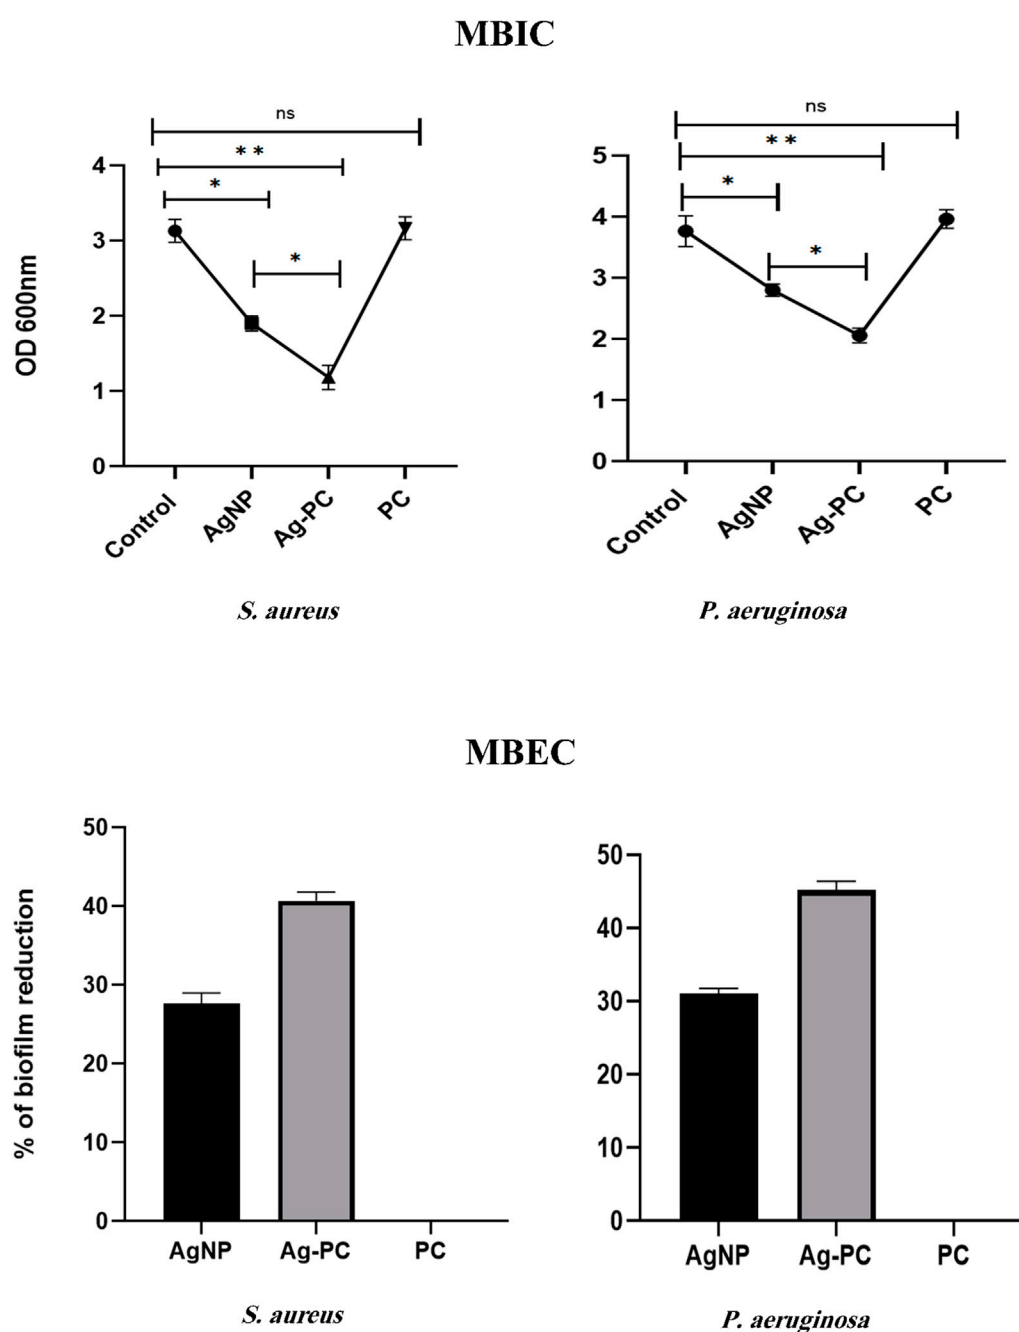 MBIC
ns
* *
*
*
OD 600nm
4
3
2
1
0
Control
AgNP
Ag-PC
PC
S. aureus
ns
* *
*
*
5
4
3
2
1
0
Control
AgNP
Ag-PC
PC
P. aeruginosa
MBEC
% of biofilm reduction
50
40
30
20
10
0
AgNP
Ag-PC
PC
S. aureus
50
40
30
20
10
0
AgNP
Ag-PC
PC
P. aeruginosa